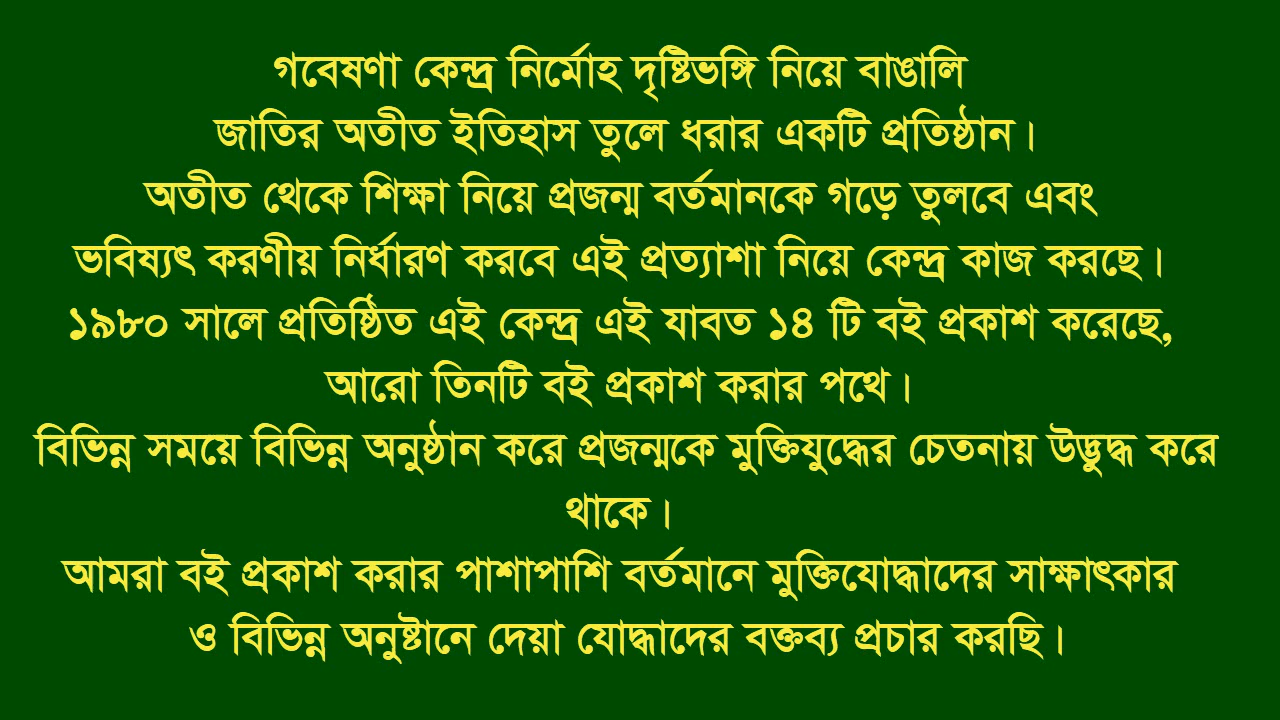 গবেষণা কেন্দ্র নির্মোহ দৃষ্টিভঙ্গি নিয়ে বাঙালি
জাতির অতীত ইতিহাস তুলে ধরার একটি প্রতিষ্ঠান।
অতীত থেকে শিক্ষা নিয়ে প্রজন্ম বর্তমানকে গড়ে তুলবে এবং
ভবিষ্যৎ করণীয় নির্ধারণ করবে এই প্রত্যাশা নিয়ে কেন্দ্র কাজ করছে।
১৯৮০ সালে প্রতিষ্ঠিত এই কেন্দ্র এই যাবত ১৪ টি বই প্রকাশ করেছে,
আরো তিনটি বই প্রকাশ করার পথে।
বিভিন্ন সময়ে বিভিন্ন অনুষ্ঠান করে প্রজন্মকে মুক্তিযুদ্ধের চেতনায় উদ্ভুদ্ধ করে
থাকে।
আমরা বই প্রকাশ করার পাশাপাশি বর্তমানে মুক্তিযোদ্ধাদের সাক্ষাৎকার
ও বিভিন্ন অনুষ্টানে দেয়া যোদ্ধাদের বক্তব্য প্রচার করছি।